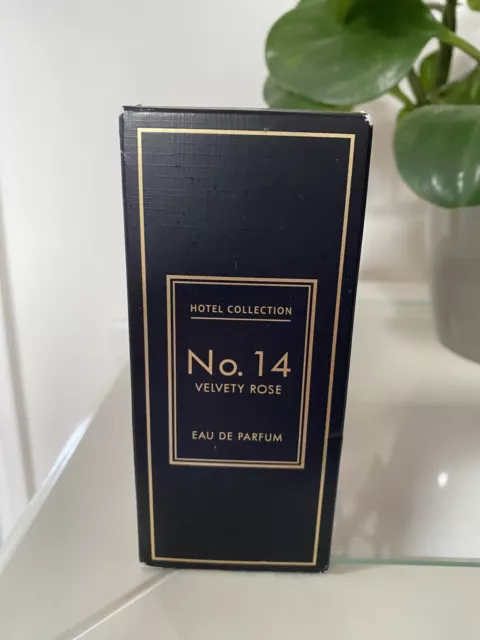 HOTEL COLLECTION
No. 14
VELVETY ROSE
EAU DE PARFUM